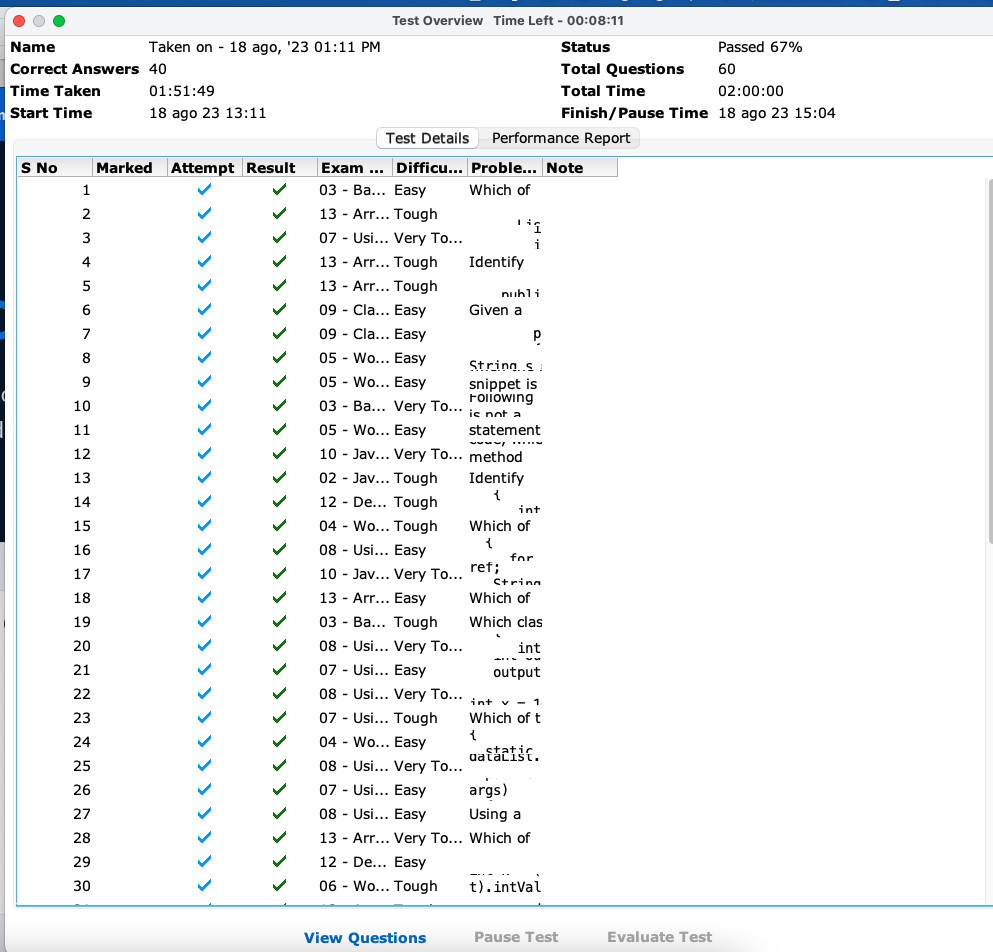 Test Overview Time Left - 00:08:11
Name Taken on - 18 ago, '23 01:11 PM Status Passed 67%
Correct Answers 40 Total Questions 60
Time Taken 01:51:49 Total Time 02:00:00
Start Time 18 ago 23 13:11 Finish/Pause Time 18 ago 23 15:04
Test Details Performance Report
S No Marked Attempt Result Exam ... Difficu... Proble... Note
1 03 - Ba... Easy Which of
2 13 - Arr... Tough
3 07 - Usi... Very To...
4 13 - Arr... Tough Identify
5 13 - Arr... Tough publi
6 09 - Cla... Easy Given a
7 09 - Cla... Easy p
8 05 - Wo... Easy String s
9 05 - Wo... Easy snippet is
10 03 - Ba... Very To... Following
is not a
11 05 - Wo... Easy statement
12 10 - Jav... Very To... method
13 02 - Jav... Tough Identify
14 12 - De... Tough {
int
15 04 - Wo... Tough Which of
16 08 - Usi... Easy {
for
17 10 - Jav... Very To... ref;
String
18 13 - Arr... Easy Which of
19 03 - Ba... Tough Which clas
20 08 - Usi... Very To... int
21 07 - Usi... Easy output
22 08 - Usi... Very To... int x = 1
23 07 - Usi... Tough Which of t
24 04 - Wo... Easy {
static
25 08 - Usi... Very To... dataList.
26 07 - Usi... Easy args)
27 08 - Usi... Easy Using a
28 13 - Arr... Very To... Which of
29 12 - De... Easy
30 06 - Wo... Tough t).intVal
View Questions Pause Test Evaluate Test